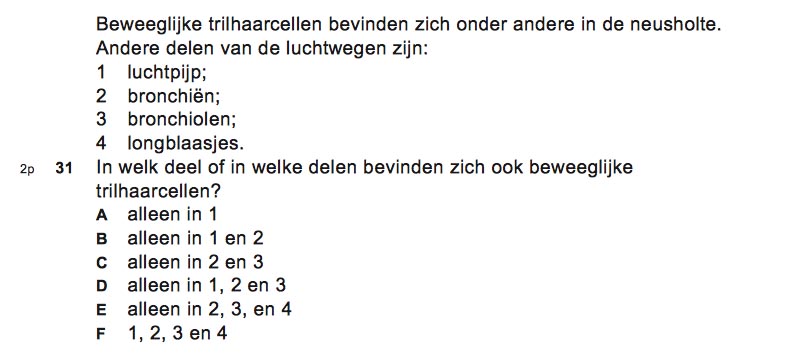 Beweeglijke trilhaarcellen bevinden zich onder andere in de neusholte.
Andere delen van de luchtwegen zijn:
1 luchtpijp;
2 bronchiën;
3 bronchiolen;
4 longblaasjes.
2p 31 In welk deel of in welke delen bevinden zich ook beweeglijke
trilhaarcellen?
A alleen in 1
B alleen in 1 en 2
C alleen in 2 en 3
D alleen in 1, 2 en 3
E alleen in 2, 3, en 4
F 1, 2, 3 en 4